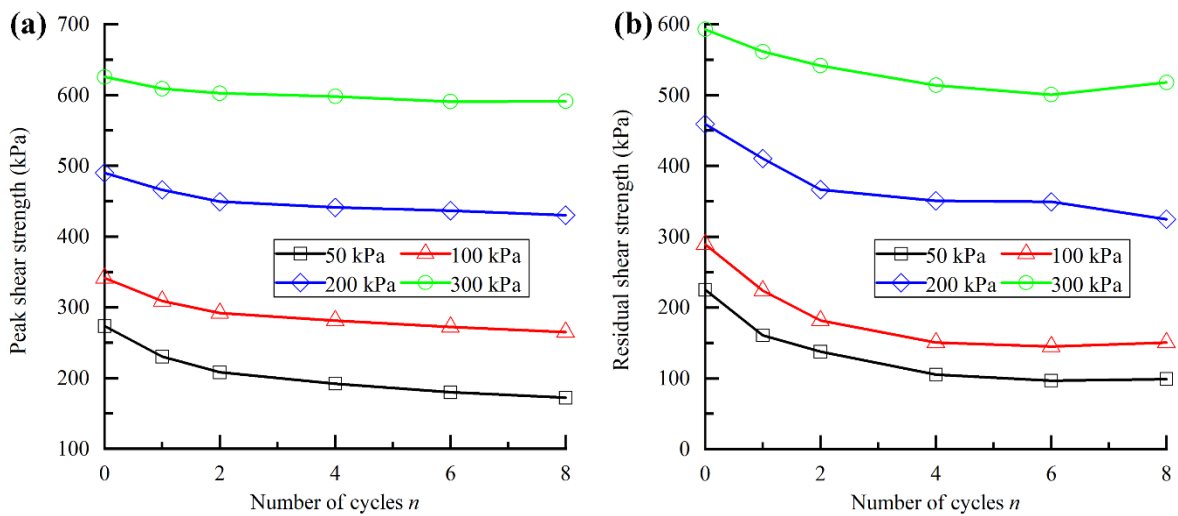 (a)
Peak shear strength (kPa)
700
600
500
400
300
200
100
50 kPa 100 kPa
200 kPa 300 kPa
0 2 4 6 8
Number of cycles n
(b)
Residual shear strength (kPa)
600
500
400
300
200
100
0
50 kPa 100 kPa
200 kPa 300 kPa
0 2 4 6 8
Number of cycles n